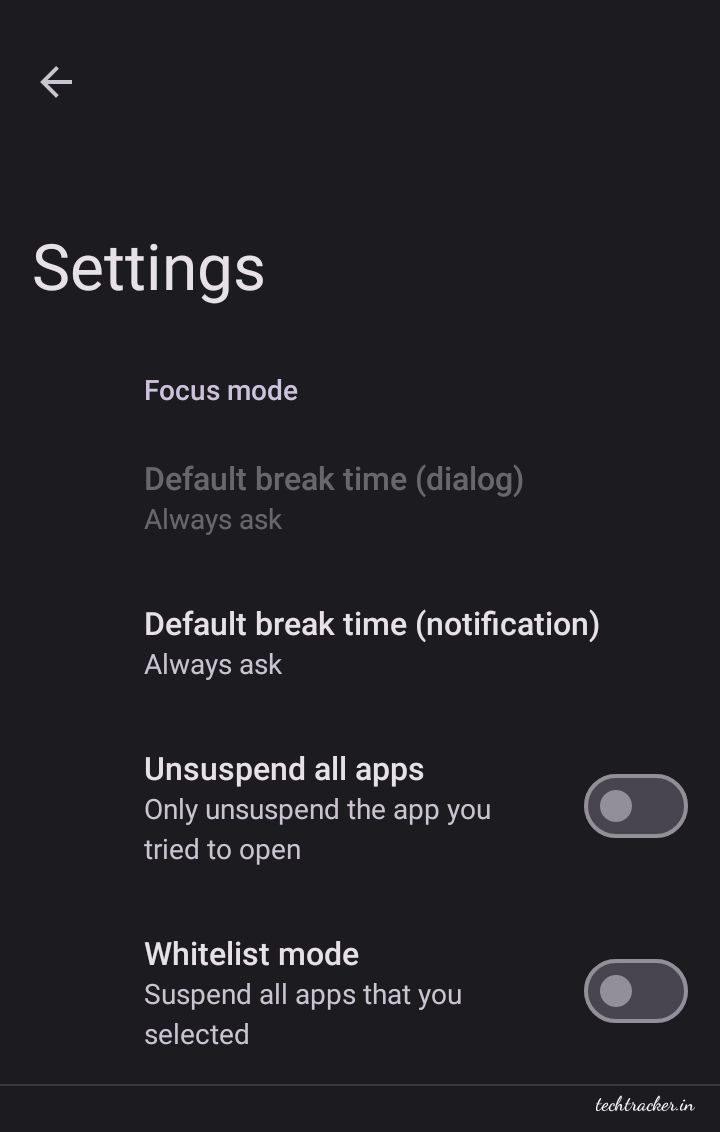 Settings
Focus mode
Default break time (dialog)
Always ask
Default break time (notification)
Always ask
Unsuspend all apps
Only unsuspend the app you
tried to open
Whitelist mode
Suspend all apps that you
selected
techtracker.in